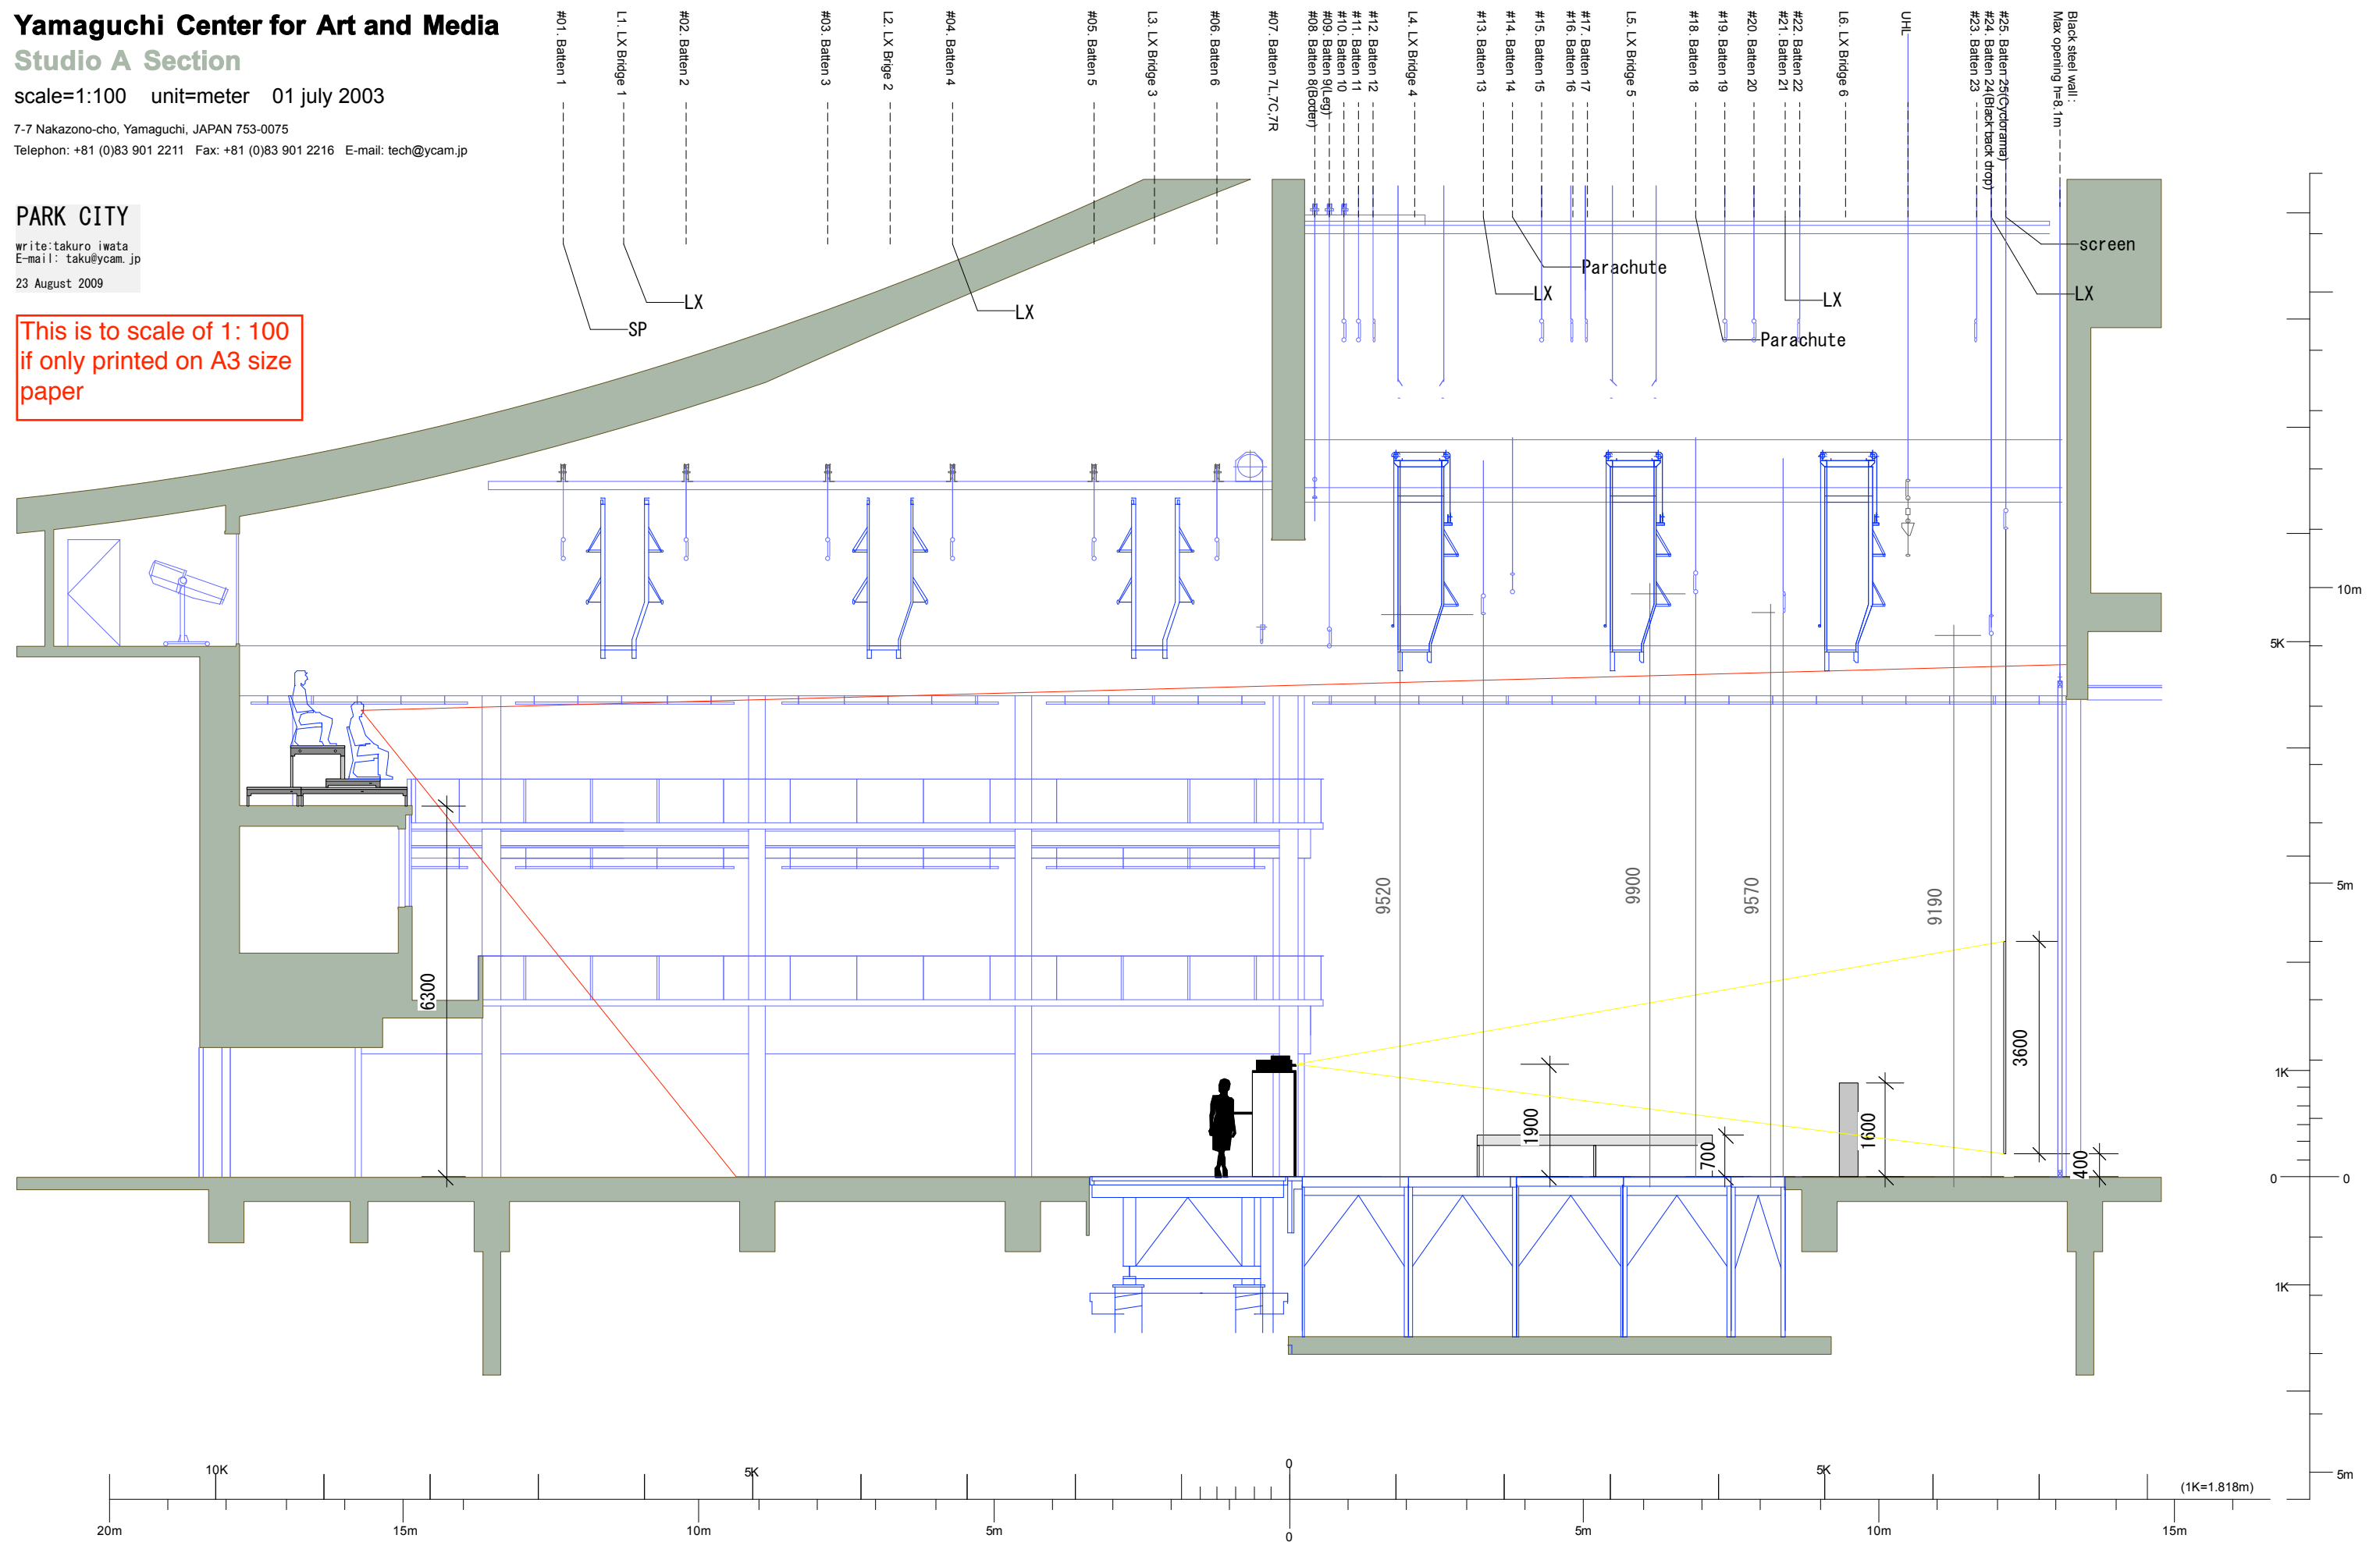 Yamaguchi Center for Art and Media
Studio A Section
scale=1:100 unit=meter 01 july 2003
7-7 Nakazono-cho, Yamaguchi, JAPAN 753-0075
Telephon: +81 (0)83 901 2211 Fax: +81 (0)83 901 2216 E-mail: tech@ycam.jp
PARK CITY
write:takuro iwata
E-mail: taku@ycam.jp
23 August 2009
This is to scale of 1: 100
if only printed on A3 size
paper
#01. Batten 1
L1. LX Bridge 1
#02. Batten 2
#03. Batten 3
L2. LX Brige 2
#04. Batten 4
#05. Batten 5
L3. LX Bridge 3
#06. Batten 6
#07. Batten 7L,7C,7R
#08. Batten 8(Boder)
#09. Batten 9(Leg)
#10. Batten 10
#11. Batten 11
#12. Batten 12
L4. LX Bridge 4
#13. Batten 13
#14. Batten 14
#15. Batten 15
#16. Batten 16
#17. Batten 17
L5. LX Bridge 5
#18. Batten 18
#19. Batten 19
#20. Batten 20
#21. Batten 21
#22. Batten 22
L6. LX Bridge 6
UHL
#23. Batten 23
#24. Batten 24(Black back drop)
#25. Batten 25(Cyclorama)
Black steel wall :
Max opening h=8.1m
SP
LX
LX
LX
Parachute
Parachute
LX
screen
LX
10m
5K
5m
1K
0
0
1K
5m
6300
9520
9900
9570
9190
1900
700
1600
3600
400
10K
5K
0
5K
(1K=1.818m)
20m
15m
10m
5m
0
5m
10m
15m